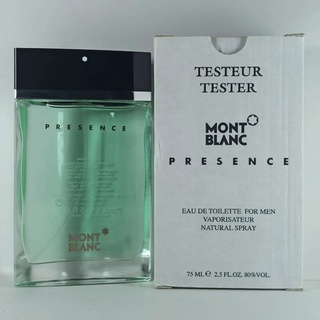 PRESENCE
MONT
BLANC
TESTEUR
TESTER
MONT
BLANC
PRESENCE
EAU DE TOILETTE FOR MEN
VAPORISATEUR
NATURAL SPRAY
75 ML ℮ 2,5 FL.OZ. 80% VOL.